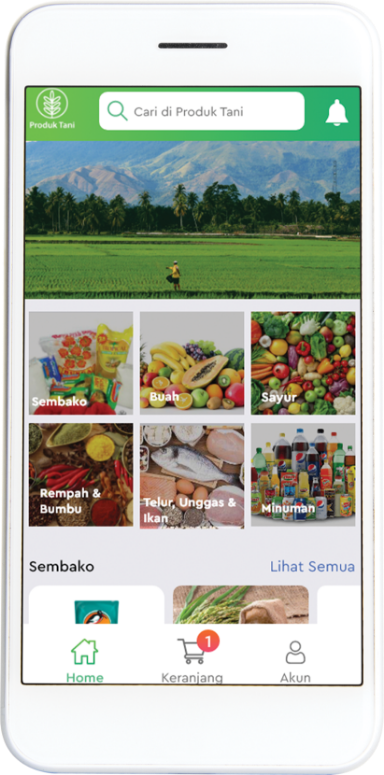 Produk Tani
Cari di Produk Tani
Sembako
Buah
Sayur
Rempah &
Bumbu
Telur, Unggas &
Ikan
Minuman
Sembako
Lihat Semua
1
Home
Keranjang
Akun